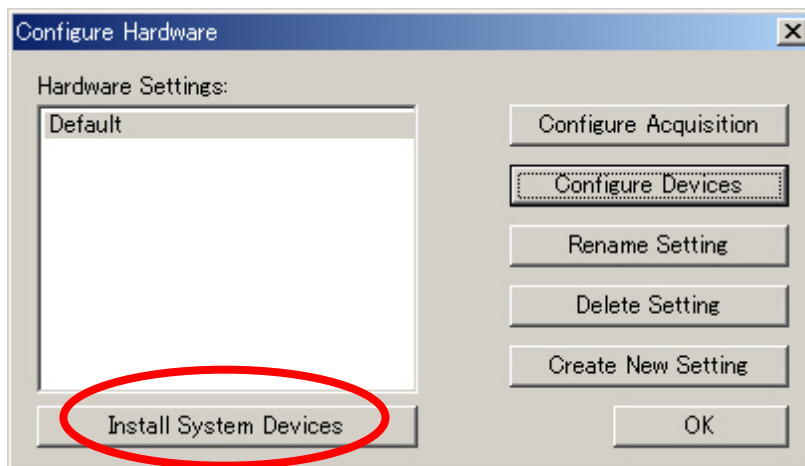 Configure Hardware
Hardware Settings:
Default
Configure Acquisition
Configure Devices
Rename Setting
Delete Setting
Create New Setting
Install System Devices
OK